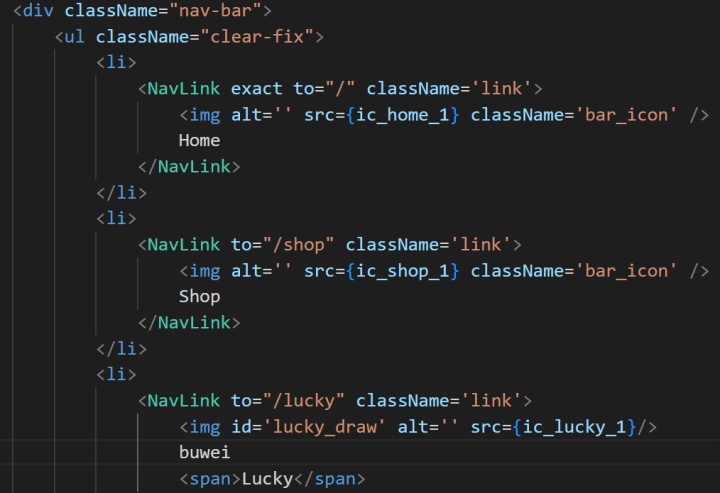 <div className="nav-bar">
<ul className="clear-fix">
<li>
<NavLink exact to="/" className='link'>
<img alt='' src={ic_home_1} className='bar_icon' />
Home
</NavLink>
</li>
<li>
<NavLink to="/shop" className='link'>
<img alt='' src={ic_shop_1} className='bar_icon' />
Shop
</NavLink>
</li>
<li>
<NavLink to="/lucky" className='link'>
<img id='lucky_draw' alt='' src={ic_lucky_1}/>
buwei
<span>Lucky</span>